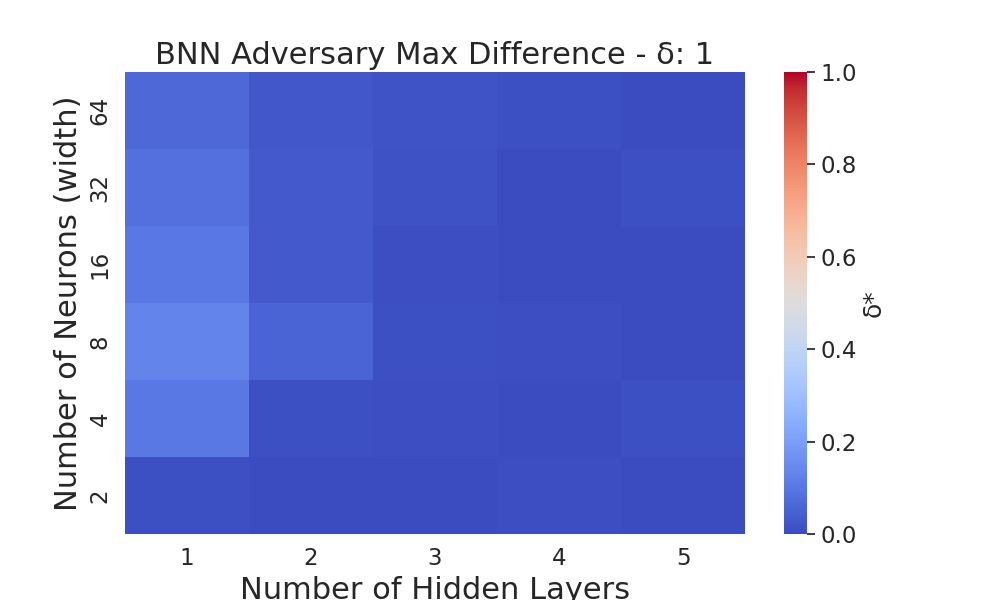 BNN Adversary Max Difference - δ: 1
Number of Neurons (width)
64
32
16
8
4
2
1 2 3 4 5
Number of Hidden Layers
1.0
0.8
0.6
0.4
0.2
0.0
δ*